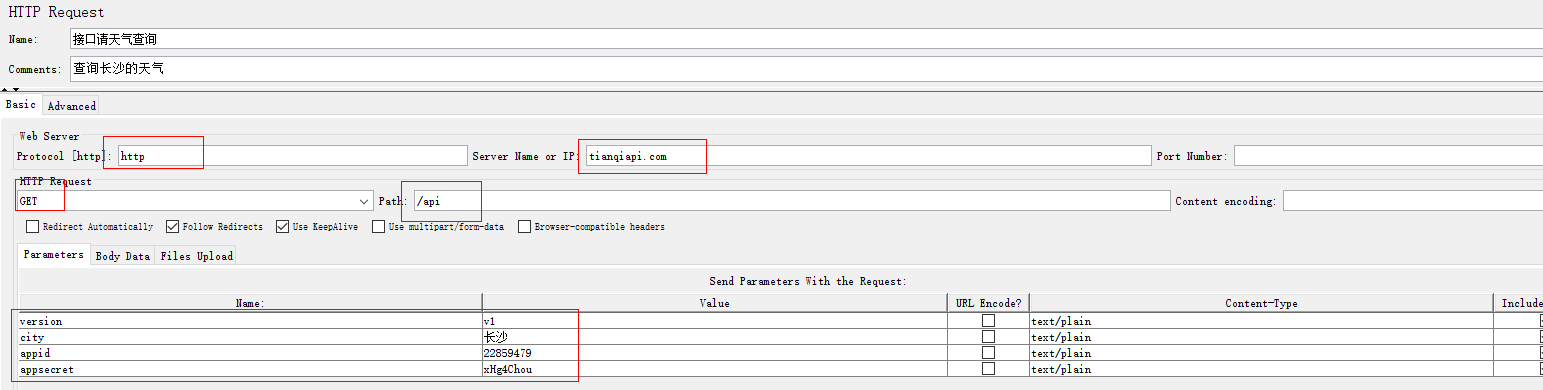 HTTP Request
Name: 接口请天气查询
Comments: 查询长沙的天气
Basic Advanced
Web Server
Protocol [http]: http Server Name or IP: tianqiapi.com Port Number:
HTTP Request
GET Path: /api Content encoding:
Redirect Automatically Follow Redirects Use KeepAlive Use multipart/form-data Browser-compatible headers
Parameters Body Data Files Upload
Send Parameters With the Request:
Name: Value URL Encode? Content-Type Include
version v1 text/plain
city 长沙 text/plain
appid 22859479 text/plain
appsecret xHg4Chou text/plain